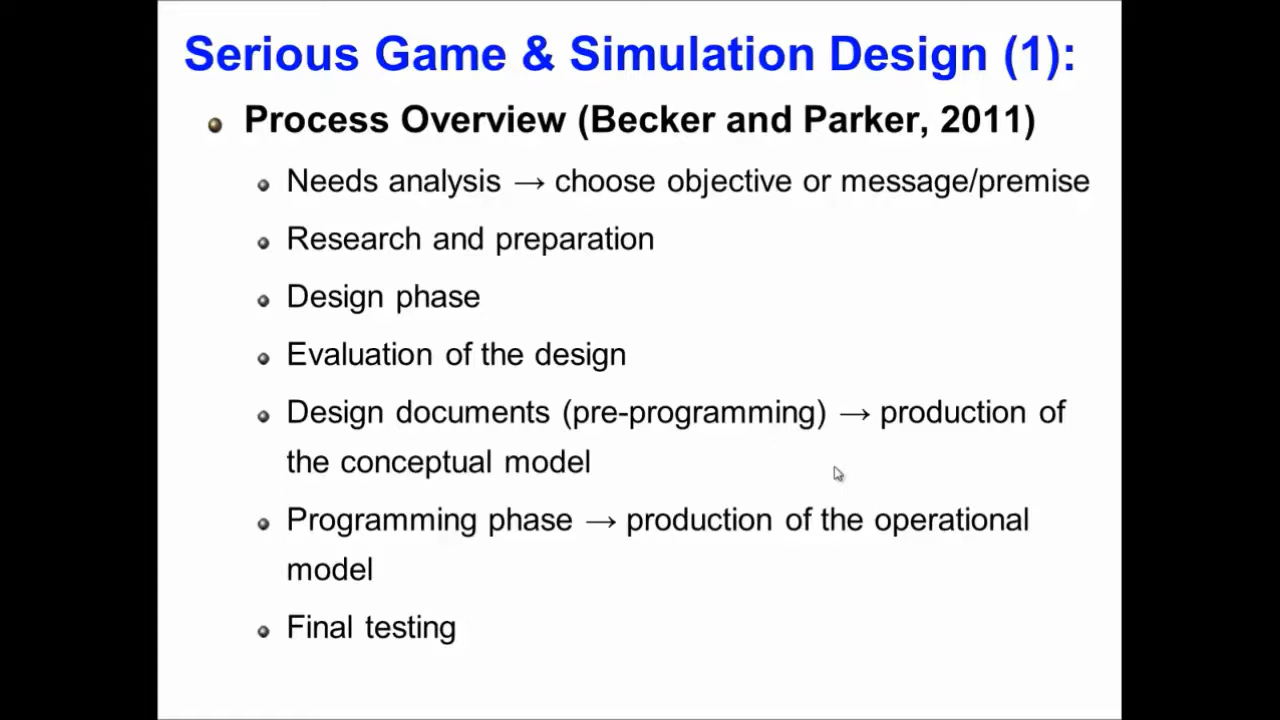 Serious Game & Simulation Design (1):
Process Overview (Becker and Parker, 2011)
Needs analysis → choose objective or message/premise
Research and preparation
Design phase
Evaluation of the design
Design documents (pre-programming) → production of
the conceptual model
Programming phase → production of the operational
model
Final testing